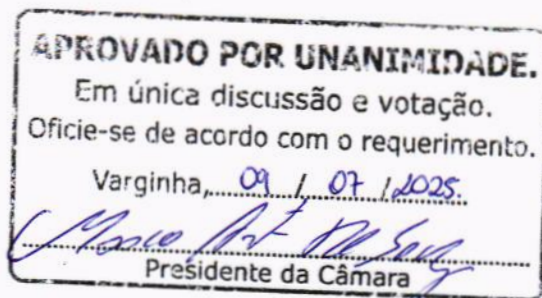 APROVADO POR UNANIMIDADE.
Em única discussão e votação.
Oficie-se de acordo com o requerimento.
Varginha, 09 / 07 / 2025.
Presidente da Câmara